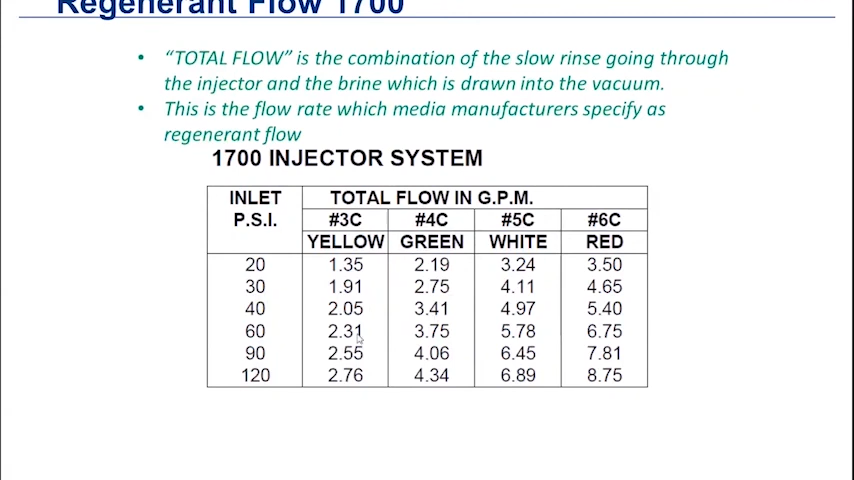 Regenerant Flow 1700
• “TOTAL FLOW” is the combination of the slow rinse going through
the injector and the brine which is drawn into the vacuum.
• This is the flow rate which media manufacturers specify as
regenerant flow
1700 INJECTOR SYSTEM
INLET TOTAL FLOW IN G.P.M.
P.S.I. #3C #4C #5C #6C
YELLOW GREEN WHITE RED
20 1.35 2.19 3.24 3.50
30 1.91 2.75 4.11 4.65
40 2.05 3.41 4.97 5.40
60 2.31 3.75 5.78 6.75
90 2.55 4.06 6.45 7.81
120 2.76 4.34 6.89 8.75